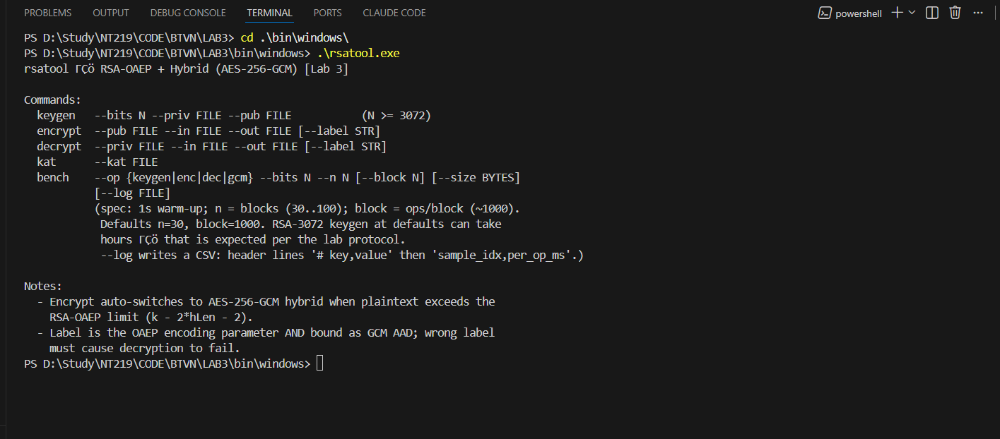 PROBLEMS OUTPUT DEBUG CONSOLE TERMINAL PORTS CLAUDE CODE powershell
PS D:\Study\NT219\CODE\BTVN\LAB3> cd .\bin\windows\
PS D:\Study\NT219\CODE\BTVN\LAB3\bin\windows> .\rsatool.exe
rsatool ΓÇö RSA-OAEP + Hybrid (AES-256-GCM) [Lab 3]

Commands:
  keygen   --bits N --priv FILE --pub FILE           (N >= 3072)
  encrypt  --pub FILE --in FILE --out FILE [--label STR]
  decrypt  --priv FILE --in FILE --out FILE [--label STR]
  kat      --kat FILE
  bench    --op {keygen|enc|dec|gcm} --bits N --n N [--block N] [--size BYTES]
           [--log FILE]
           (spec: 1s warm-up; n = blocks (30..100); block = ops/block (~1000).
            Defaults n=30, block=1000. RSA-3072 keygen at defaults can take
            hours ΓÇö that is expected per the lab protocol.
            --log writes a CSV: header lines '# key,value' then 'sample_idx,per_op_ms'.)

Notes:
  - Encrypt auto-switches to AES-256-GCM hybrid when plaintext exceeds the
    RSA-OAEP limit (k - 2*hLen - 2).
  - Label is the OAEP encoding parameter AND bound as GCM AAD; wrong label
    must cause decryption to fail.
PS D:\Study\NT219\CODE\BTVN\LAB3\bin\windows>